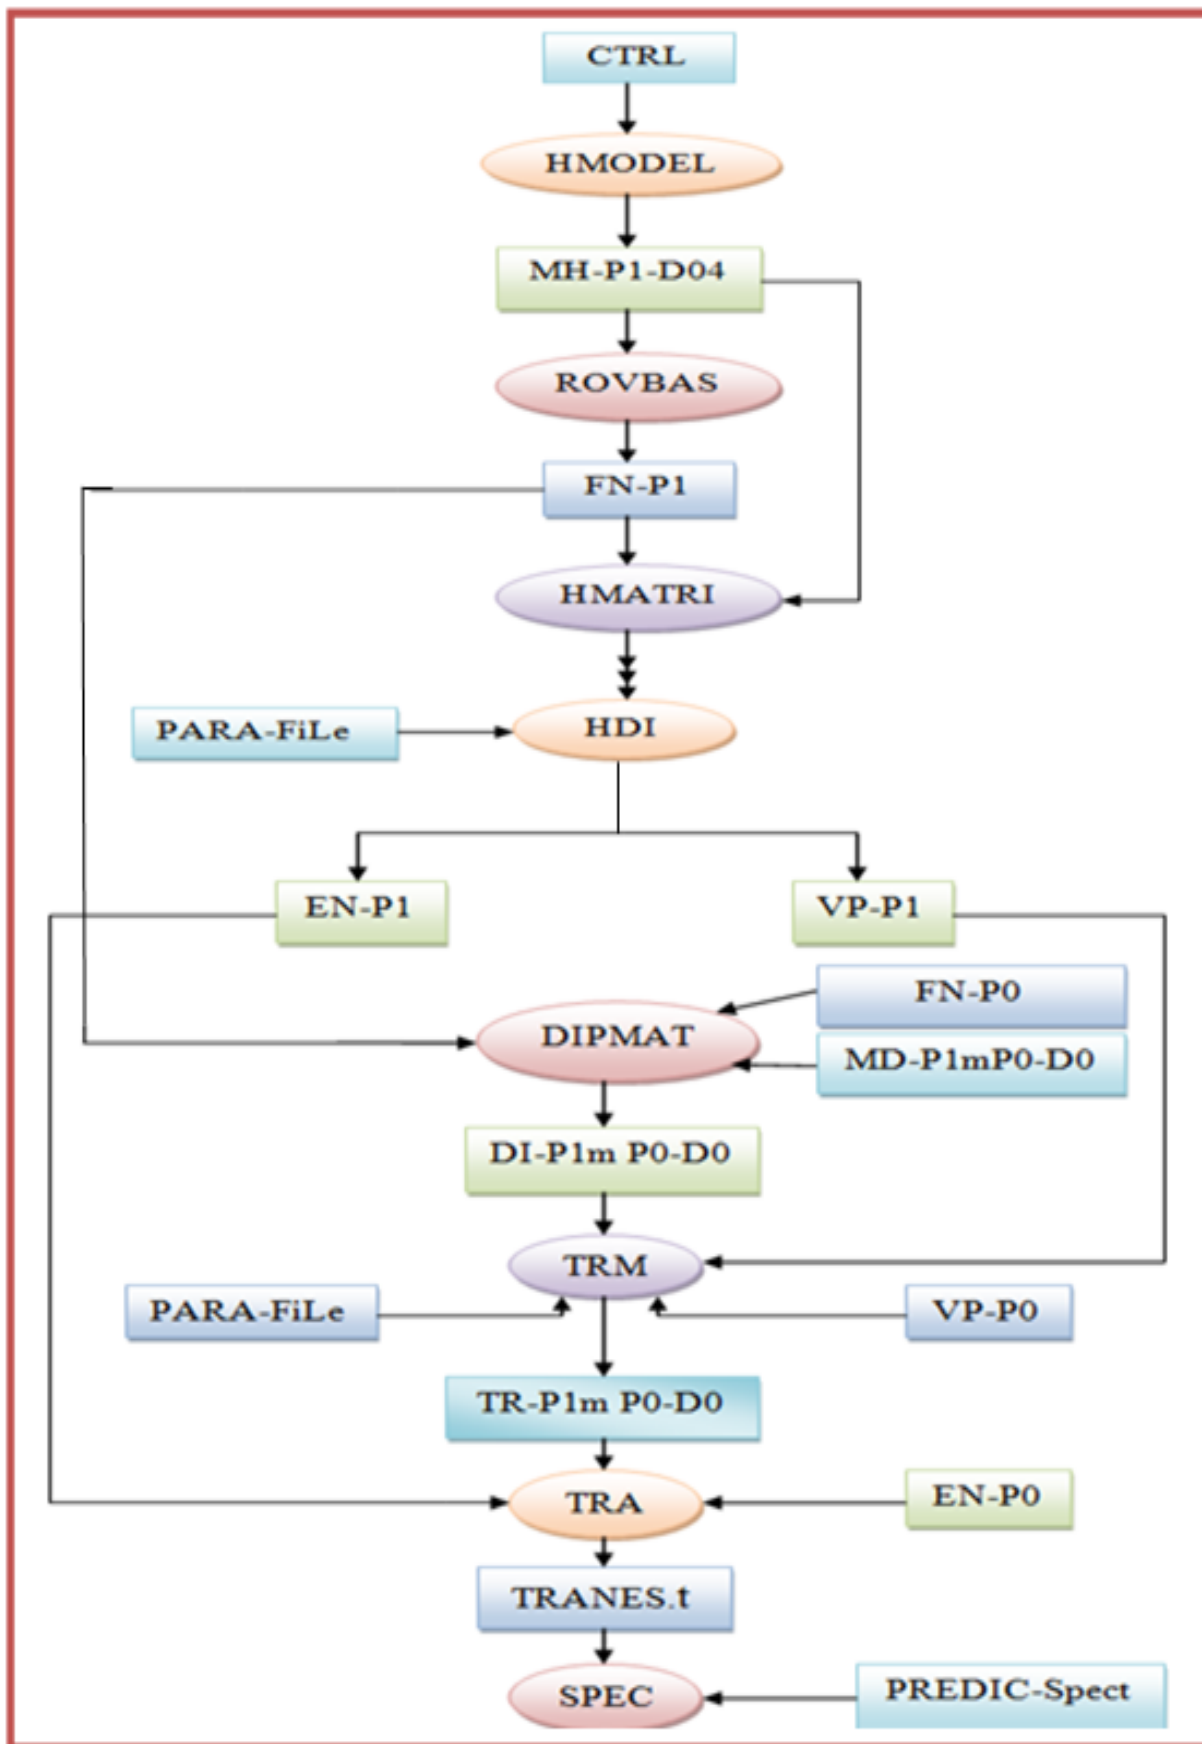 CTRL
HMODEL
MH-P1-D04
ROVBAS
FN-P1
HMATRI
PARA-FiLe
HDI
EN-P1
VP-P1
FN-P0
DIPMAT
MD-P1mP0-D0
DI-P1m P0-D0
TRM
PARA-FiLe
VP-P0
TR-P1m P0-D0
TRA
EN-P0
TRANES.t
SPEC
PREDIC-Spect